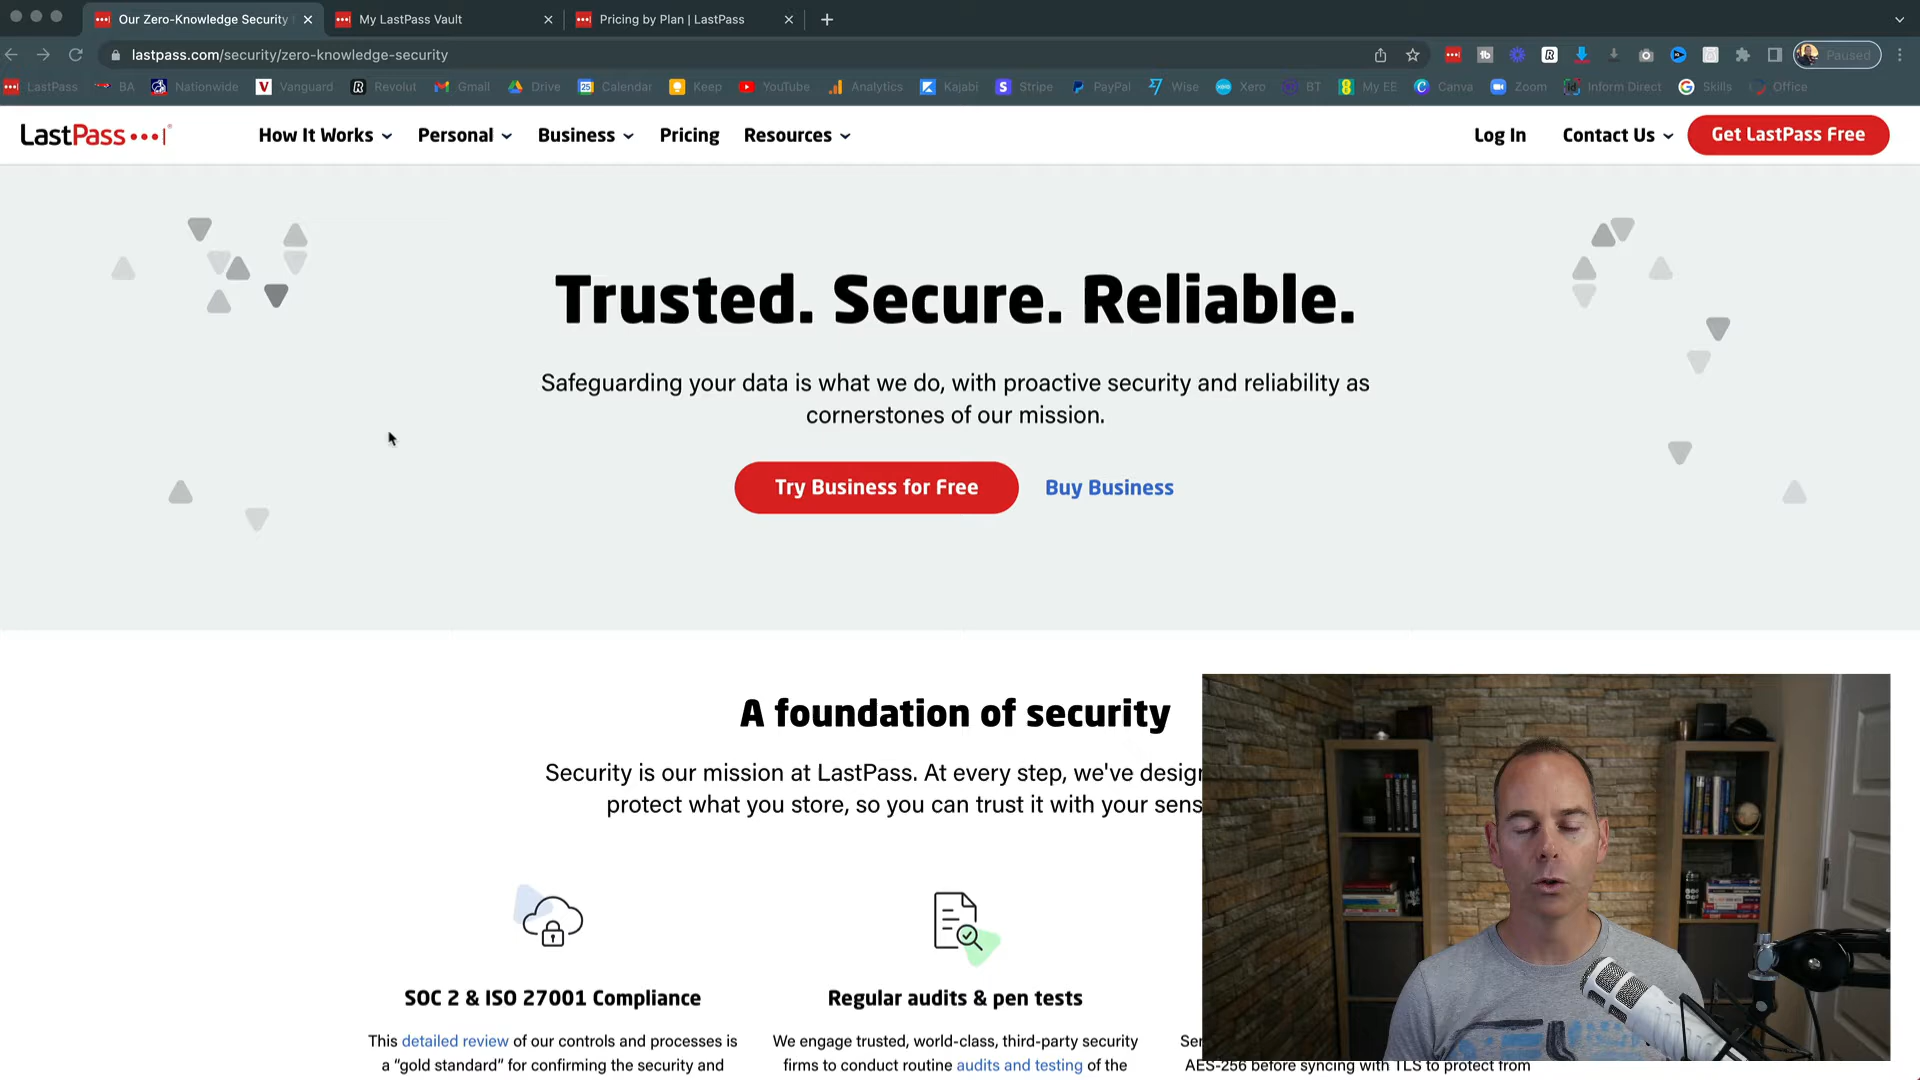 Our Zero-Knowledge Security
My LastPass Vault
Pricing by Plan | LastPass
lastpass.com/security/zero-knowledge-security
Paused
LastPass
BA
Nationwide
Vanguard
Revolut
Gmail
Drive
Calendar
Keep
YouTube
Analytics
Kajabi
Stripe
PayPal
Wise
Xero
BT
My EE
Canva
Zoom
Inform Direct
Skills
Office
LastPass
How It Works
Personal
Business
Pricing
Resources
Log In
Contact Us
Get LastPass Free
Trusted. Secure. Reliable.
Safeguarding your data is what we do, with proactive security and reliability as
cornerstones of our mission.
Try Business for Free
Buy Business
A foundation of security
Security is our mission at LastPass. At every step, we've desig
protect what you store, so you can trust it with your sens
SOC 2 & ISO 27001 Compliance
Regular audits & pen tests
This detailed review of our controls and processes is
a “gold standard” for confirming the security and
We engage trusted, world-class, third-party security
firms to conduct routine audits and testing of the
Ser
AES-256 before syncing with TLS to protect from